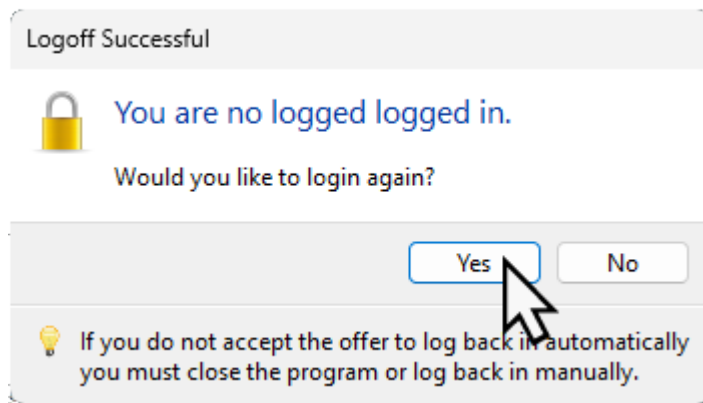 Logoff Successful
You are no logged logged in.
Would you like to login again?
Yes
No
If you do not accept the offer to log back in automatically
you must close the program or log back in manually.